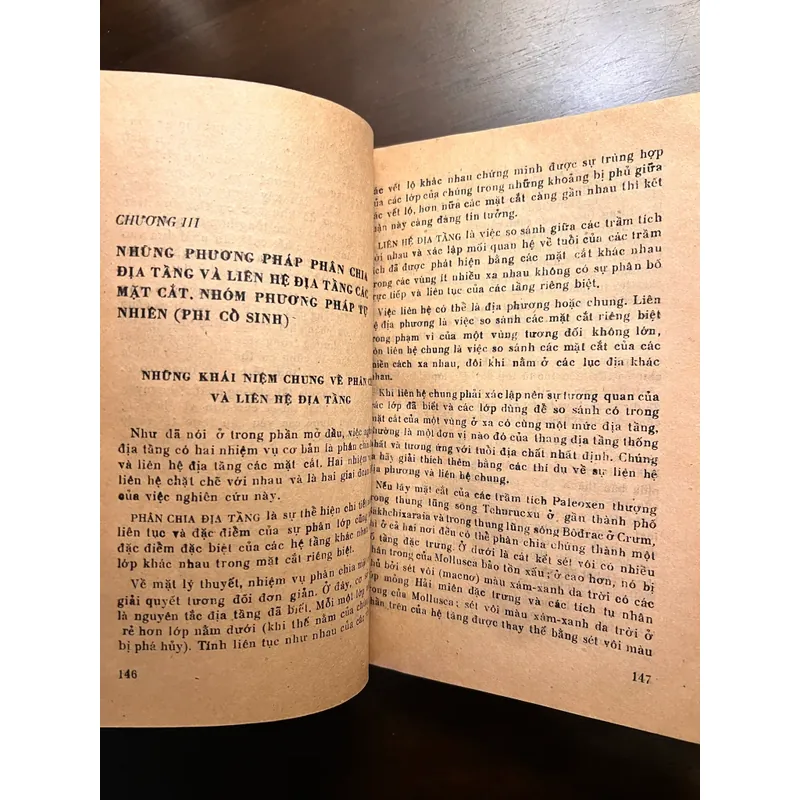 CHƯƠNG III
NHỮNG PHƯƠNG PHÁP PHÂN CHIA
ĐỊA TẦNG VÀ LIÊN HỆ ĐỊA TẦNG CÁC
MẶT CẮT. NHÓM PHƯƠNG PHÁP TỰ
NHIÊN (PHI CỔ SINH)
NHỮNG KHÁI NIỆM CHUNG VỀ PHÂN C
VÀ LIÊN HỆ ĐỊA TẦNG
Như đã nói ở trong phần mở đầu, việc
địa tầng có hai nhiệm vụ cơ bản là phân chia
và liên hệ địa tầng các mặt cắt. Hai nhiệm
liên hệ chặt chẽ với nhau và là hai giai đoạn
của việc nghiên cứu này.
PHÂN CHIA ĐỊA TẦNG là sự thể hiện chi tiết
liên tục và đặc điểm của sự phân lớp cũng
đặc điểm đặc biệt của các hệ tầng khác nhau
lớp khác nhau trong mặt cắt riêng biệt.
Về mặt lý thuyết, nhiệm vụ phân chia
giải quyết tương đối đơn giản. Ở đây, cơ
là nguyên tắc địa tầng đã biết. Mỗi một lớp
rẻ hơn lớp nằm dưới (khi thế nằm của
bị phá hủy). Tính liên tục như nhau của các
146
các vết lộ khác nhau chứng minh được sự trùng hợp
của các lớp của chúng trong những khoảng bị phủ giữa
các vết lộ, hơn nữa các mặt cắt càng gần nhau thì kết
luận này càng đáng tin tưởng.
LIÊN HỆ ĐỊA TẦNG là việc so sánh giữa các trầm tích
với nhau và xác lập mối quan hệ về tuổi của các trầm
tích đã được phát hiện bằng các mặt cắt khác nhau
trong các vùng ít nhiều xa nhau không có sự phân bố
trực tiếp và liên tục của các tầng riêng biệt.
Việc liên hệ có thể là địa phương hoặc chung. Liên
hệ địa phương là việc so sánh các mặt cắt riêng biệt
trong phạm vi của một vùng tương đối không lớn,
còn liên hệ chung là việc so sánh các mặt cắt của các
miền cách xa nhau, đôi khi nằm ở các lục địa khác
nhau.
Khi liên hệ chung phải xác lập nên sự tương quan của
các lớp đã biết và các lớp dùng để so sánh có trong
mặt cắt của một vùng ở xa có cùng một mức địa tầng,
thường là một đơn vị nào đó của thang địa tầng thống
nhất và tương ứng với tuổi địa chất nhất định. Chúng
ta hãy giải thích thêm bằng các thí dụ về sự liên hệ
địa phương và liên hệ chung.
Nếu lấy mặt cắt của các trầm tích Paleoxen thượng
trong thung lũng sông Tchnrucxu ở gần thành phố
Bakhchixaraia và trong thung lũng sông Bođrac ở Crum,
thì ở cả hai nơi đều có thể phân chia chúng thành một
hệ tầng đặc trưng. Ở dưới là cát kết sét với có nhiều
nhân trong của Mollusca bảo tồn xấu; ở cao hơn, nó bị
phủ bởi sét vôi (macnơ) màu xám-xanh da trời có các
lớp mỏng Hải miên đặc trưng và các tích tụ nhân
trong của Mollusca; sét vôi màu xám-xanh da trời ở
phần trên của hệ tầng được thay thế bằng sét vôi màu
147